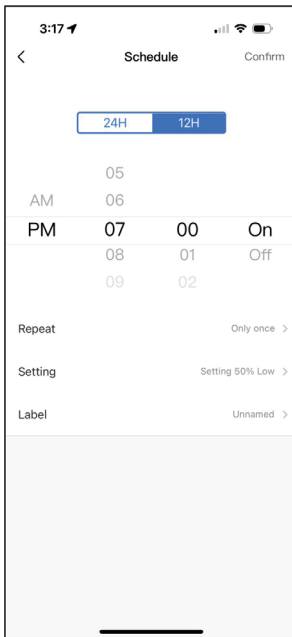 3:17
Schedule Confirm
24H 12H
05
AM 06
PM 07 00 On
08 01 Off
09 02
Repeat Only once
Setting Setting 50% Low
Label Unnamed